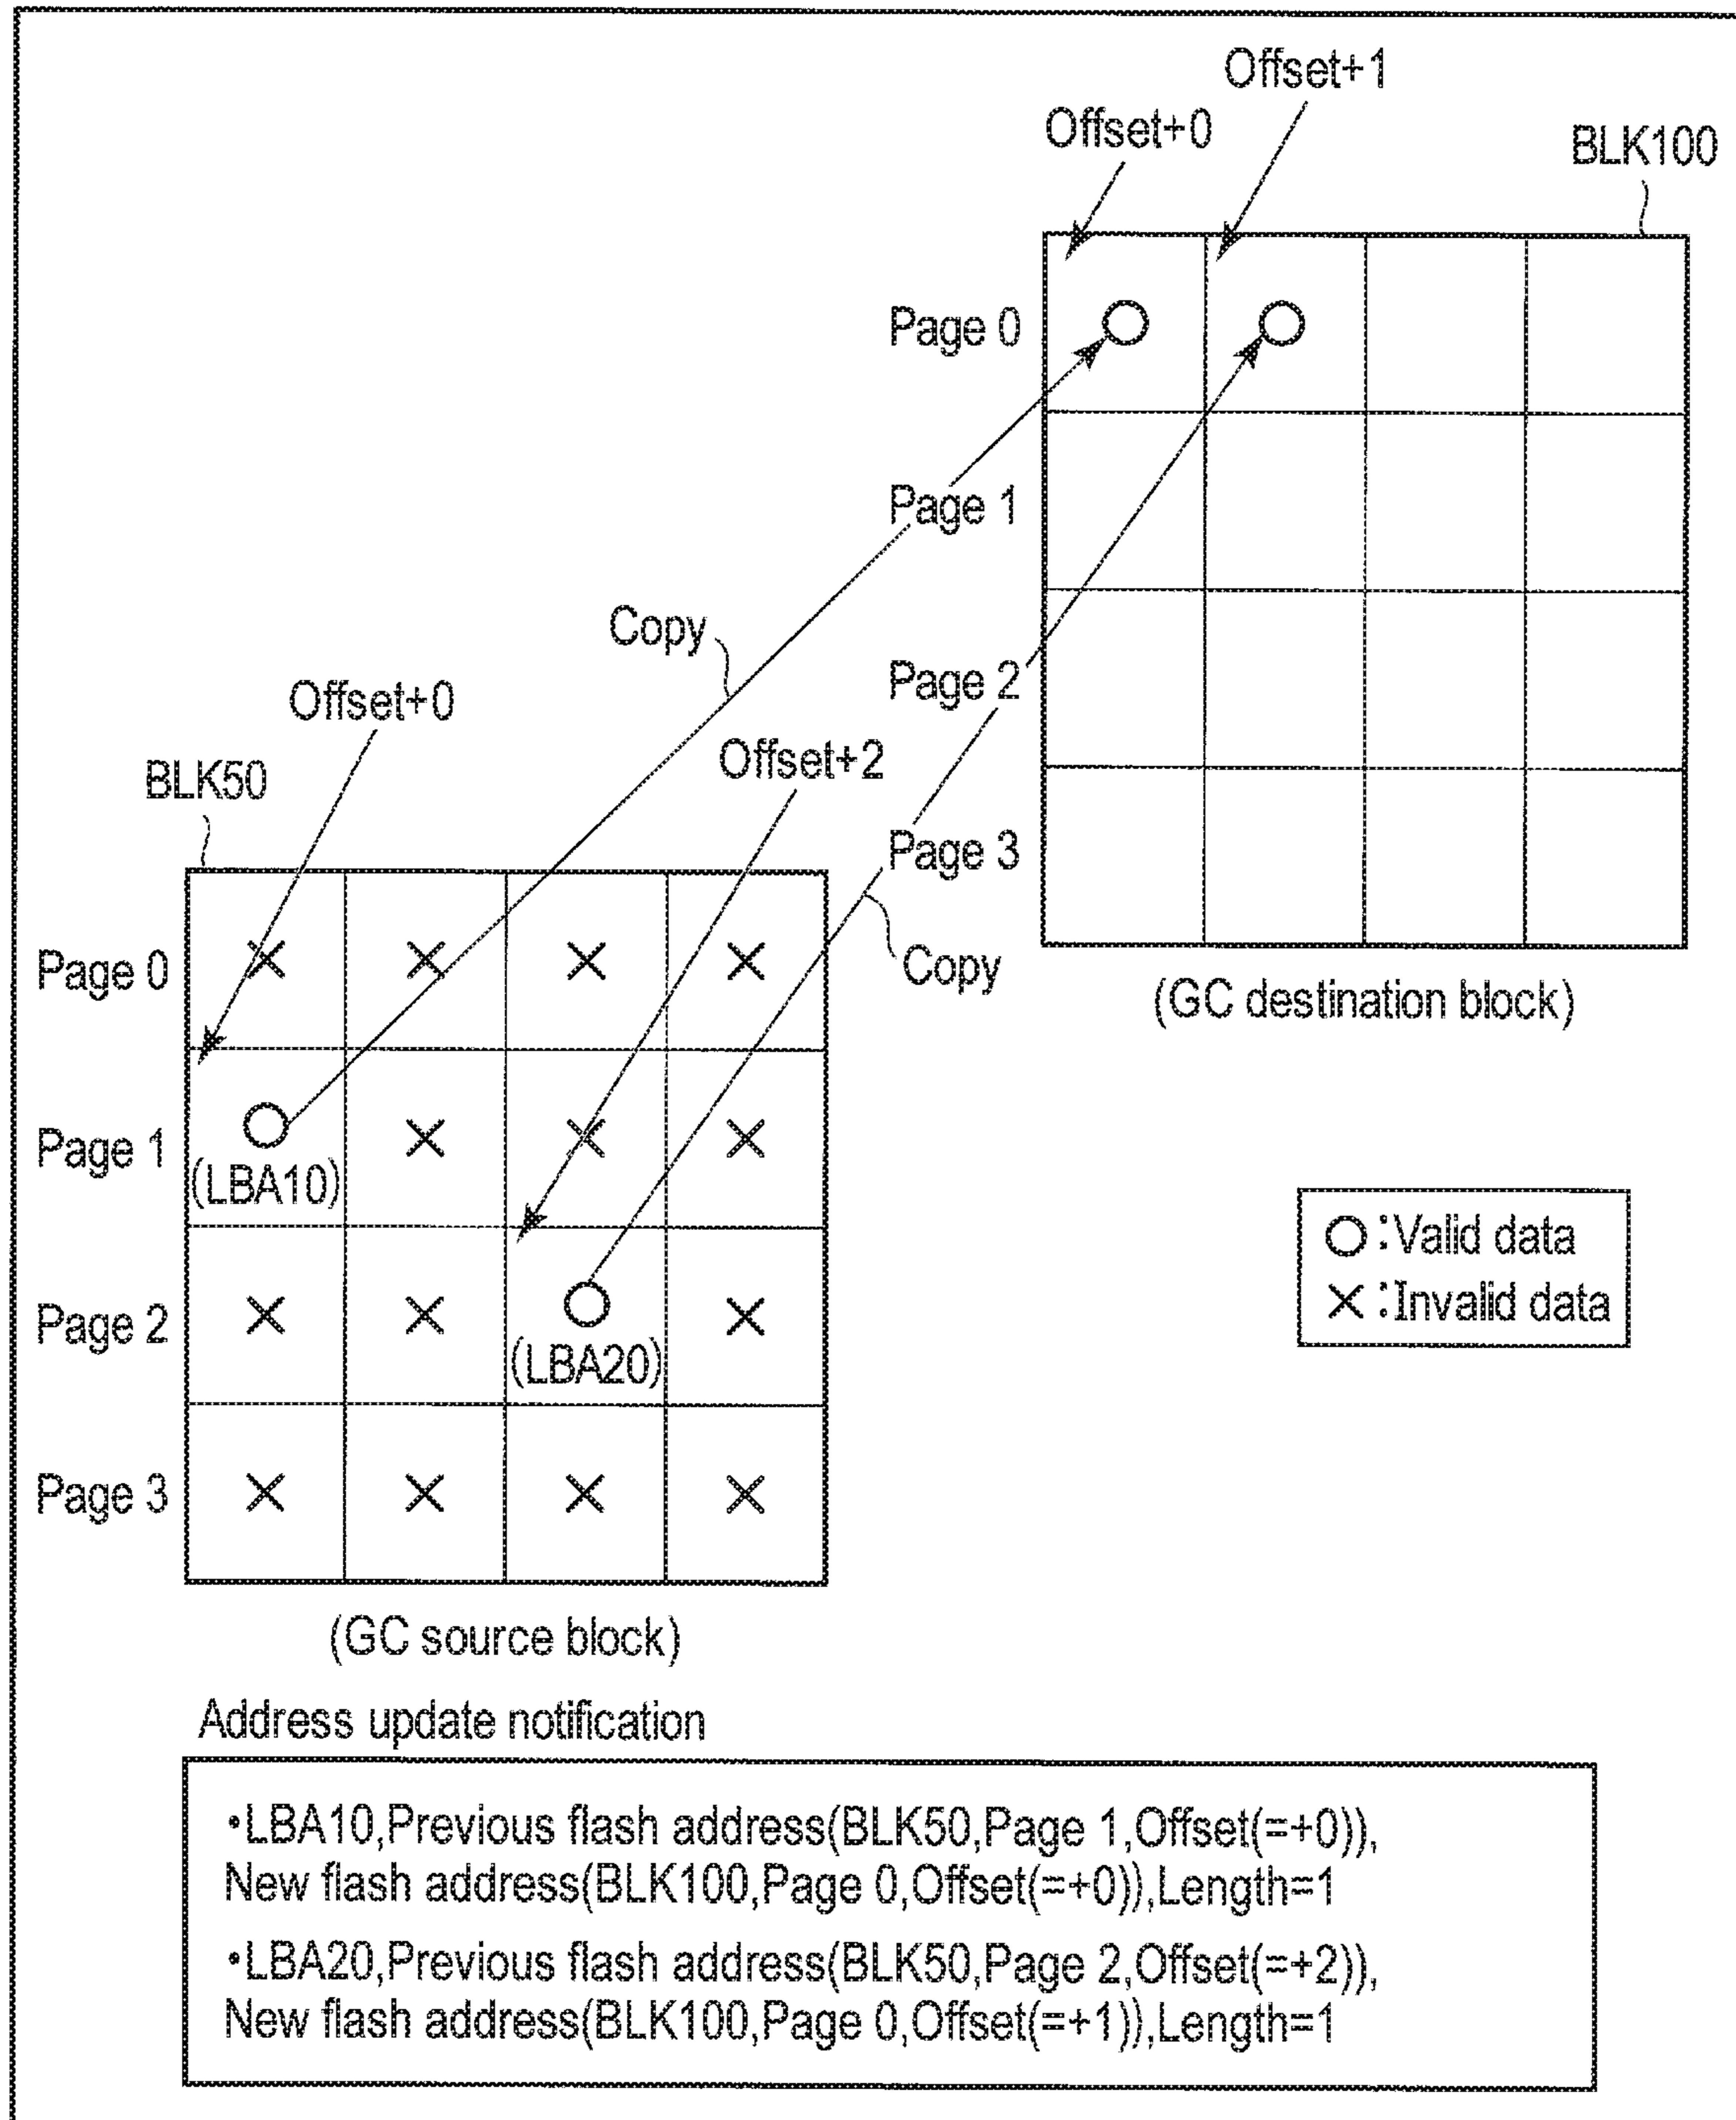 Offset+1
Offset+0
BLK100
Page 0
Page 1
Copy
Page 2
Offset+0
Offset+2
BLK50
Page 3
Page 0
Copy
(GC destination block)
Page 1
(LBA10)
○:Valid data
×:Invalid data
Page 2
(LBA20)
Page 3
(GC source block)
Address update notification
•LBA10,Previous flash address(BLK50,Page 1,Offset(=+0)),
New flash address(BLK100,Page 0,Offset(=+0)),Length=1
•LBA20,Previous flash address(BLK50,Page 2,Offset(=+2)),
New flash address(BLK100,Page 0,Offset(=+1)),Length=1